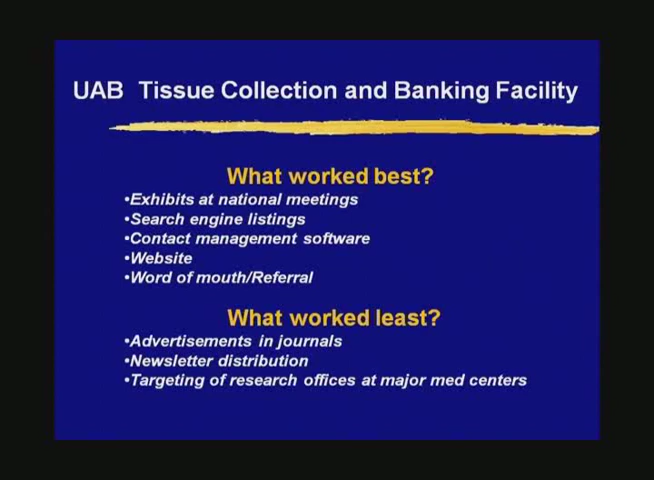 UAB Tissue Collection and Banking Facility
What worked best?
•Exhibits at national meetings
•Search engine listings
•Contact management software
•Website
•Word of mouth/Referral
What worked least?
•Advertisements in journals
•Newsletter distribution
•Targeting of research offices at major med centers